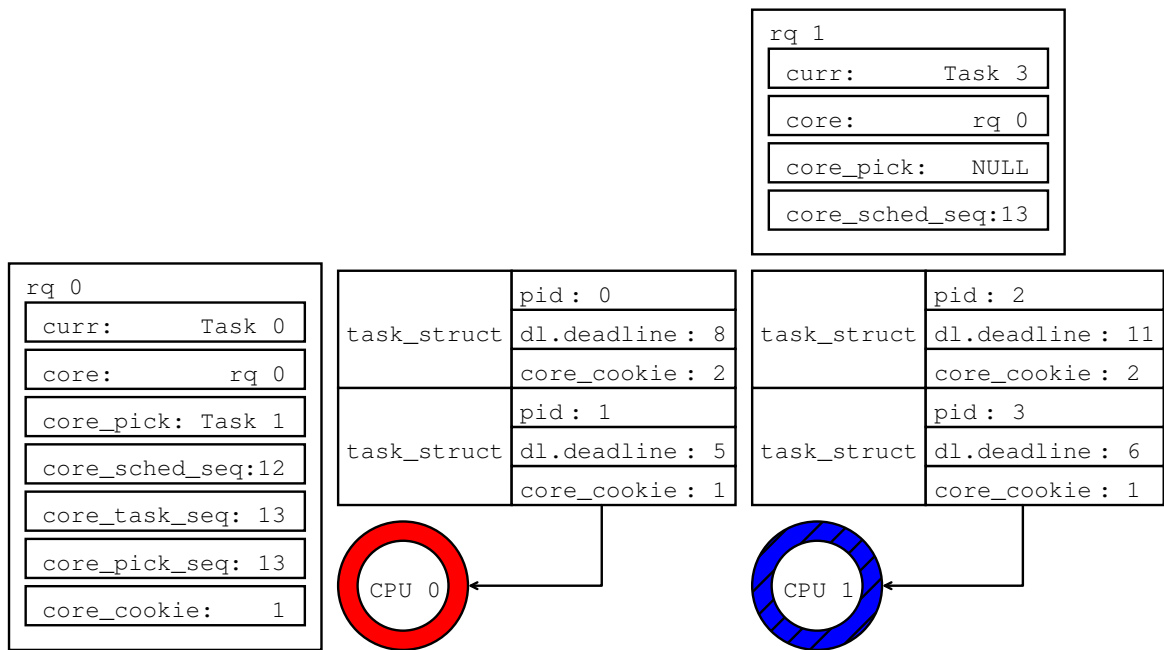 rq 1
curr: Task 3
core: rq 0
core_pick: NULL
core_sched_seq:13
rq 0
curr: Task 0
core: rq 0
core_pick: Task 1
core_sched_seq:12
core_task_seq: 13
core_pick_seq: 13
core_cookie: 1
task_struct
pid : 0
dl.deadline : 8
core_cookie : 2
task_struct
pid : 1
dl.deadline : 5
core_cookie : 1
CPU 0
task_struct
pid : 2
dl.deadline : 11
core_cookie : 2
task_struct
pid : 3
dl.deadline : 6
core_cookie : 1
CPU 1